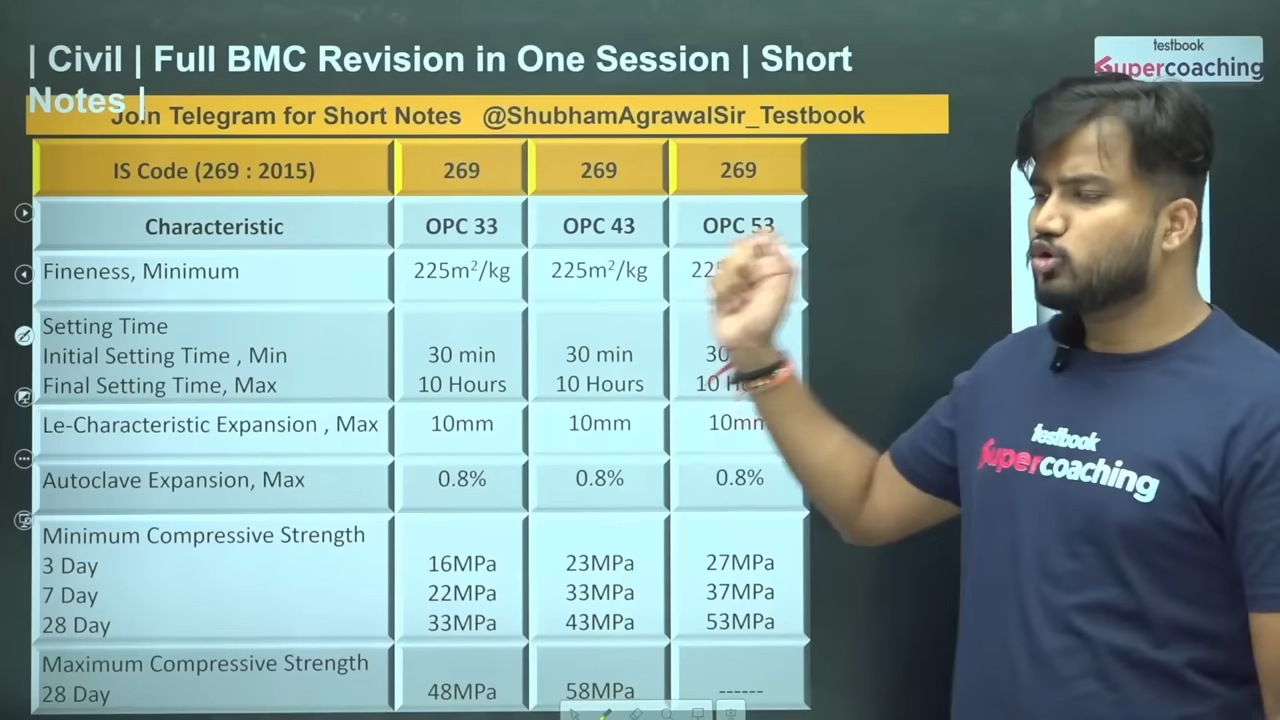 | Civil | Full BMC Revision in One Session | Short
Notes |
testbook
Supercoaching
Join Telegram for Short Notes @ShubhamAgrawalSir_Testbook
IS Code (269 : 2015) 269 269 269
Characteristic OPC 33 OPC 43 OPC 53
Fineness, Minimum 225m²/kg 225m²/kg
Setting Time
Initial Setting Time , Min 30 min 30 min 30
Final Setting Time, Max 10 Hours 10 Hours 10
Le-Characteristic Expansion , Max 10mm 10mm 10mm
Autoclave Expansion, Max 0.8% 0.8% 0.8%
Minimum Compressive Strength
3 Day 16MPa 23MPa 27MPa
7 Day 22MPa 33MPa 37MPa
28 Day 33MPa 43MPa 53MPa
Maximum Compressive Strength
28 Day 48MPa 58MPa ------
testbook
Supercoaching